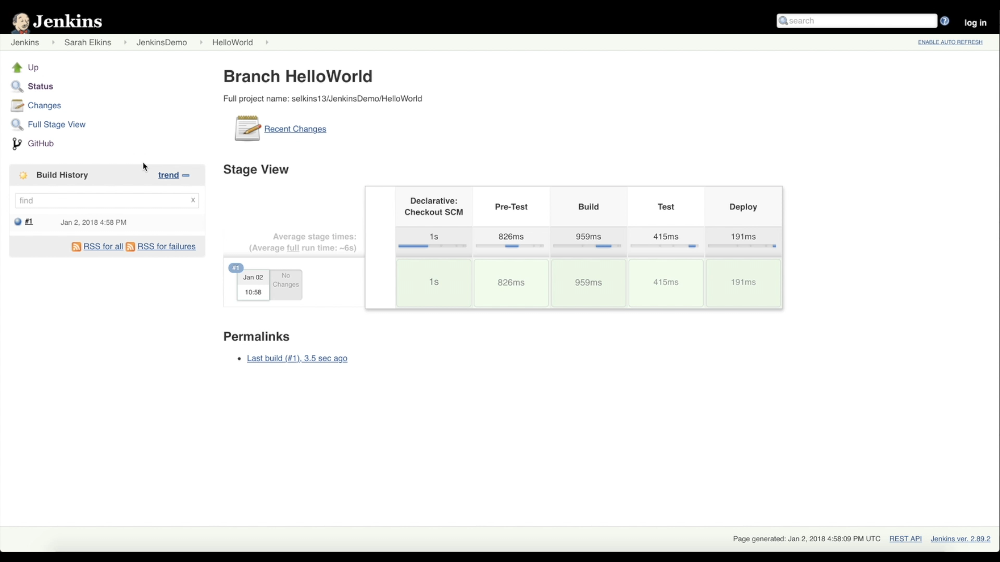 Jenkins
search
log in
Jenkins Sarah Elkins JenkinsDemo HelloWorld
ENABLE AUTO REFRESH
Up
Status
Changes
Full Stage View
GitHub
Build History trend
find x
#1 Jan 2, 2018 4:58 PM
RSS for all RSS for failures
Branch HelloWorld
Full project name: selkins13/JenkinsDemo/HelloWorld
Recent Changes
Stage View
Declarative:
Checkout SCM
Pre-Test
Build
Test
Deploy
Average stage times:
(Average full run time: ~6s)
1s 826ms 959ms 415ms 191ms
#1
Jan 02
10:58
No
Changes
1s 826ms 959ms 415ms 191ms
Permalinks
• Last build (#1), 3.5 sec ago
Page generated: Jan 2, 2018 4:58:09 PM UTC REST API Jenkins ver. 2.89.2